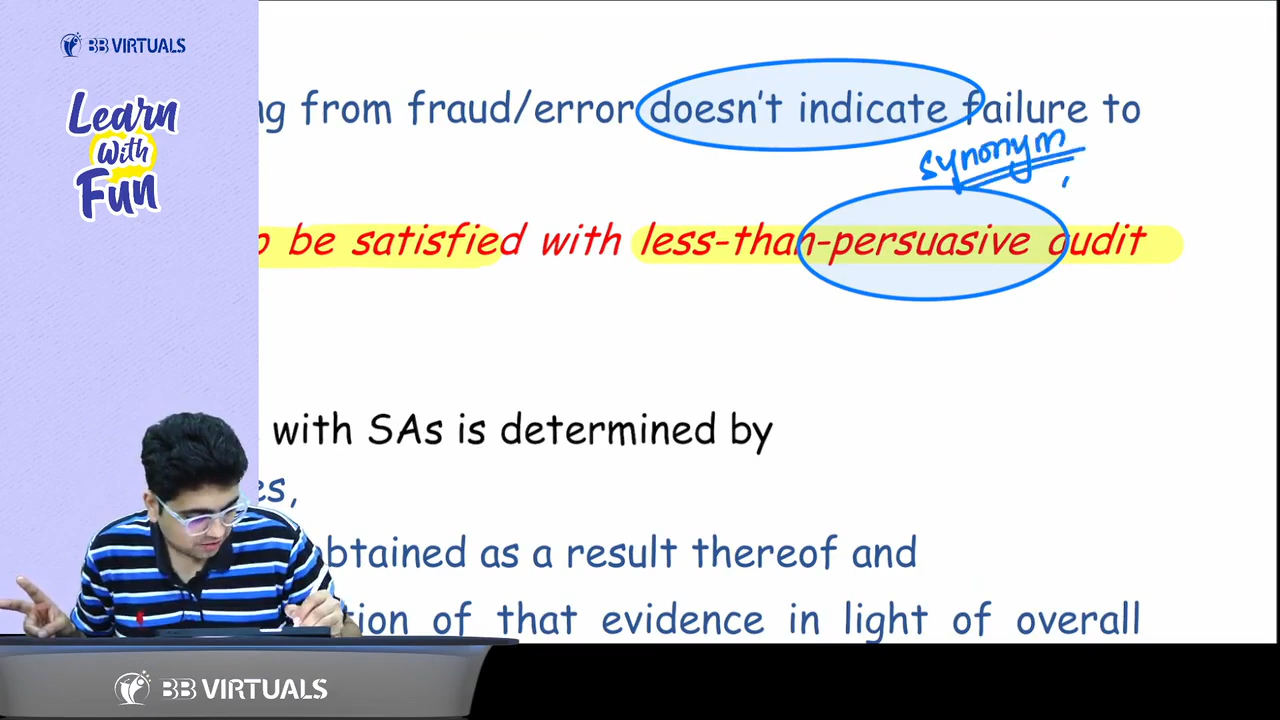 BB VIRTUALS
Learn
With
Fun
ng from fraud/error doesn't indicate failure to
synonym
be satisfied with less-than-persuasive audit
with SAs is determined by
es,
btained as a result thereof and
tion of that evidence in light of overall
BB VIRTUALS